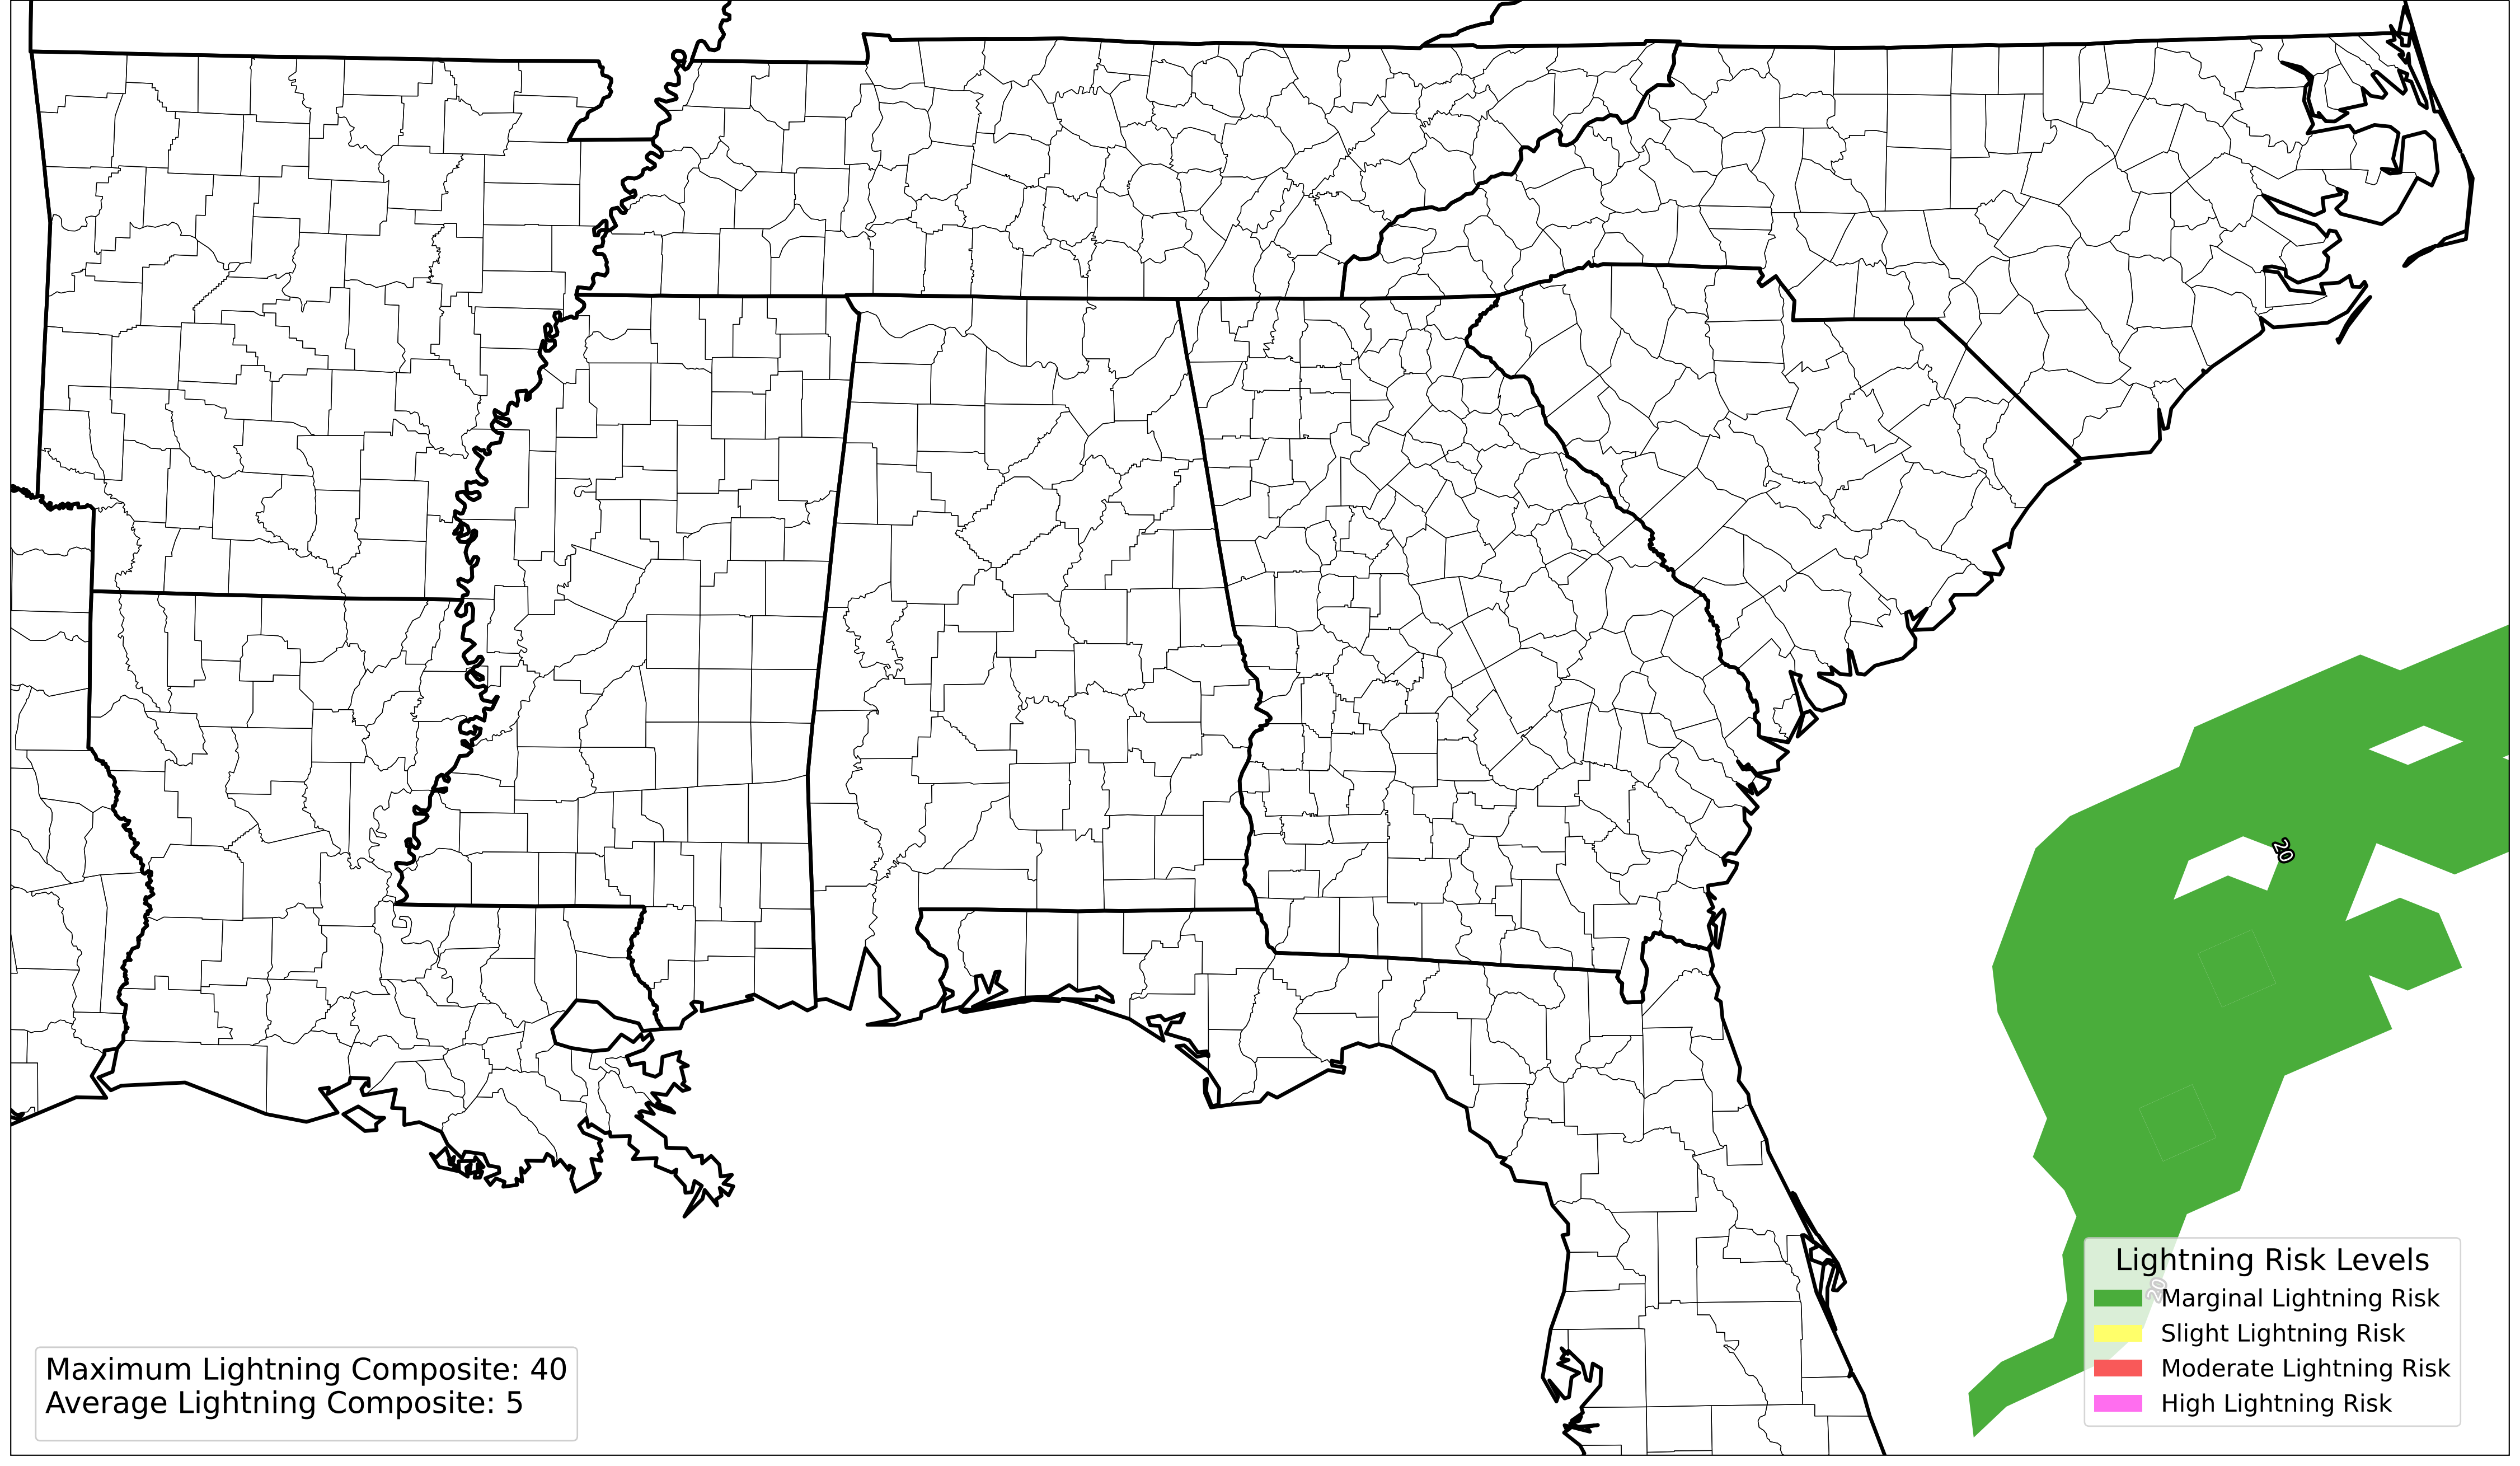 20
Lightning Risk Levels
20
Marginal Lightning Risk
Slight Lightning Risk
Moderate Lightning Risk
High Lightning Risk
Maximum Lightning Composite: 40
Average Lightning Composite: 5